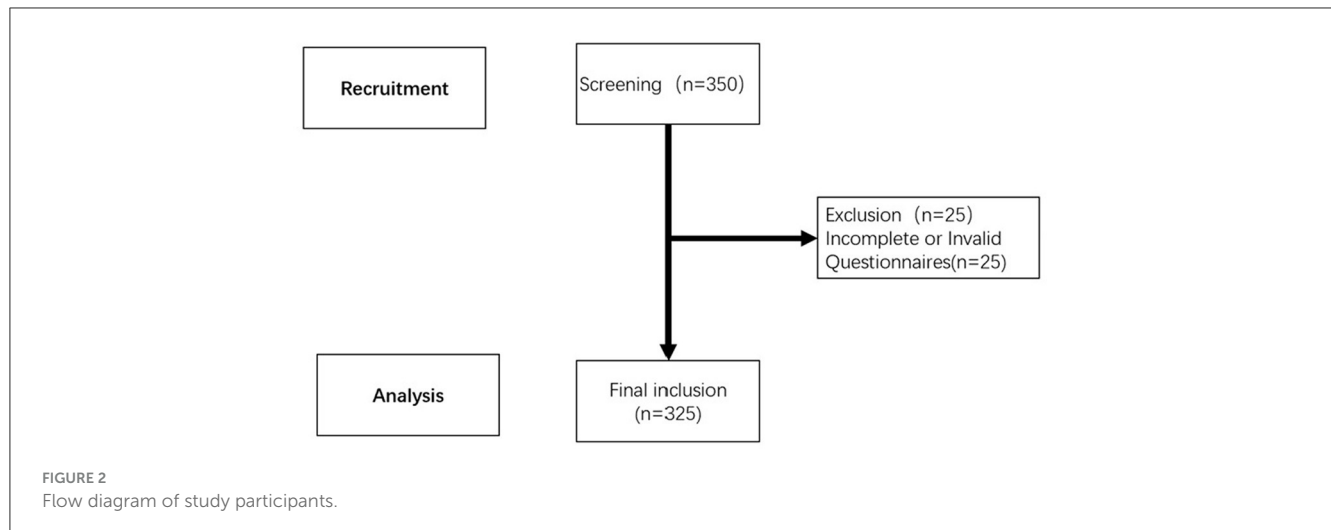 Recruitment
Screening（n=350）
Exclusion（n=25）
Incomplete or Invalid
Questionnaires(n=25)
Analysis
Final inclusion
(n=325)
FIGURE 2
Flow diagram of study participants.